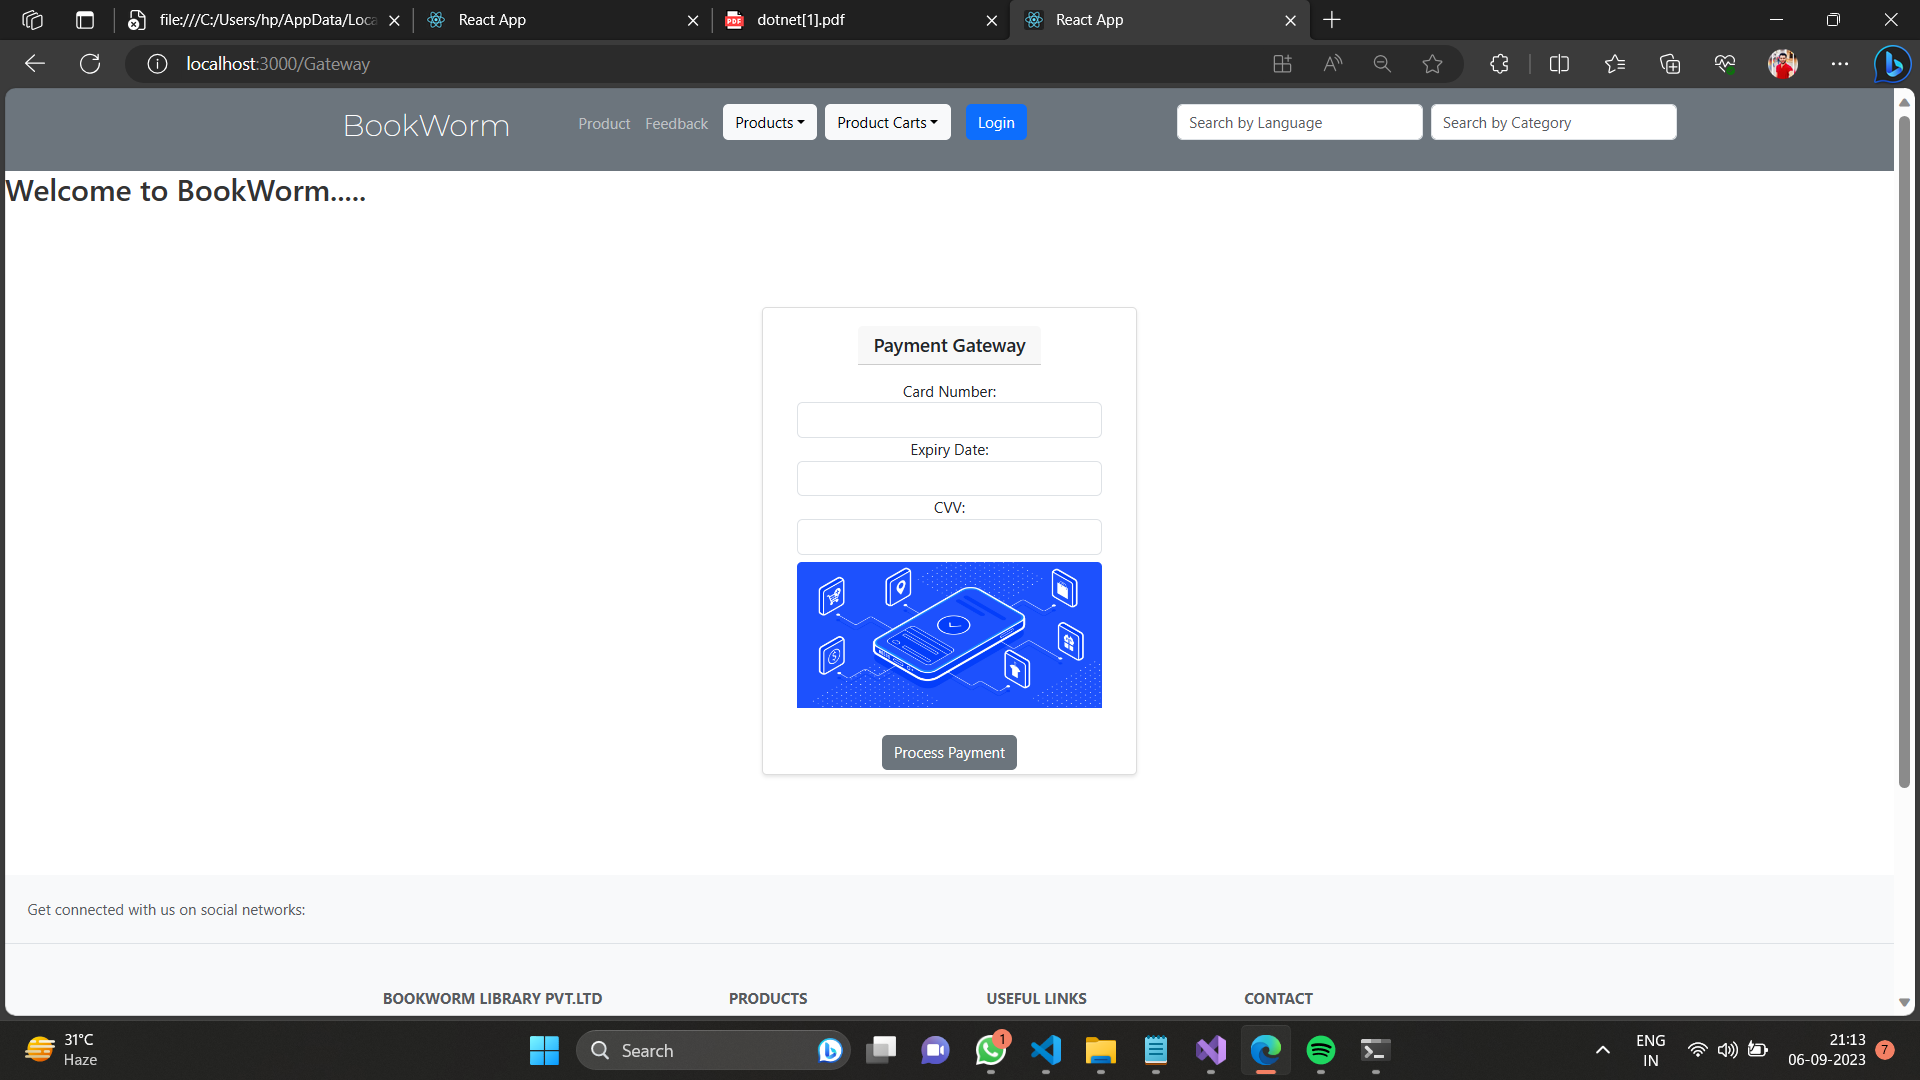 file:///C:/Users/hp/AppData/Loca
React App
dotnet[1].pdf
React App
localhost:3000/Gateway
BookWorm
Product
Feedback
Products
Product Carts
Login
Search by Language
Search by Category
Welcome to BookWorm.....
Payment Gateway
Card Number:
Expiry Date:
CVV:
Process Payment
Get connected with us on social networks:
BOOKWORM LIBRARY PVT.LTD
PRODUCTS
USEFUL LINKS
CONTACT
31°C
Haze
Search
1
ENG
IN
21:13
06-09-2023
7